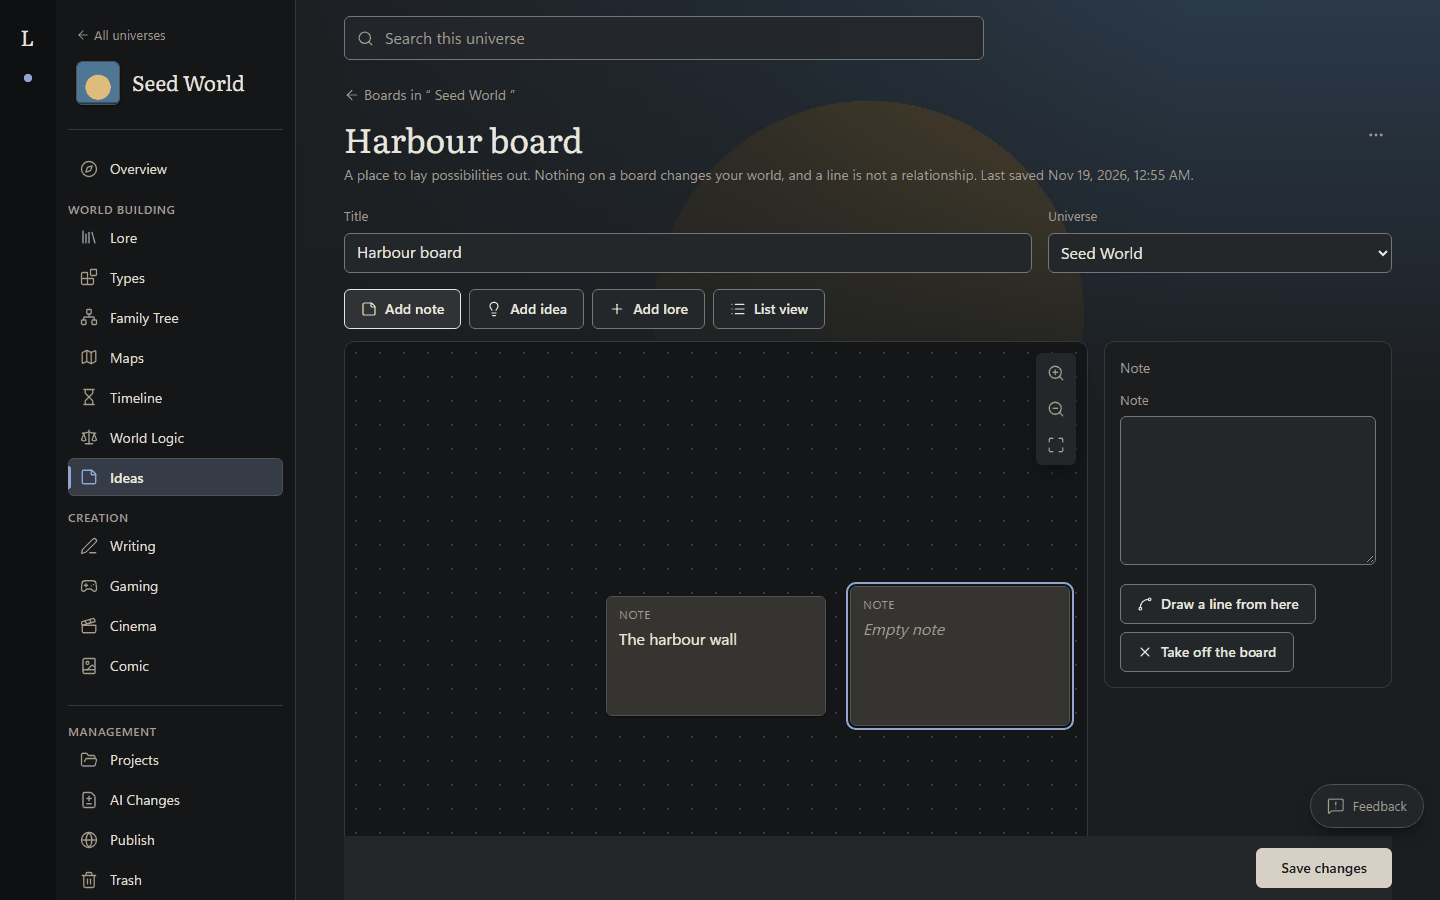 L
All universes
Seed World
Overview
WORLD BUILDING
Lore
Types
Family Tree
Maps
Timeline
World Logic
Ideas
CREATION
Writing
Gaming
Cinema
Comic
MANAGEMENT
Projects
AI Changes
Publish
Trash
Search this universe
Boards in “ Seed World ”
Harbour board
A place to lay possibilities out. Nothing on a board changes your world, and a line is not a relationship. Last saved Nov 19, 2026, 12:55 AM.
Title
Universe
Harbour board
Seed World
Add note
Add idea
Add lore
List view
NOTE
The harbour wall
NOTE
Empty note
Note
Note
Draw a line from here
Take off the board
Feedback
Save changes